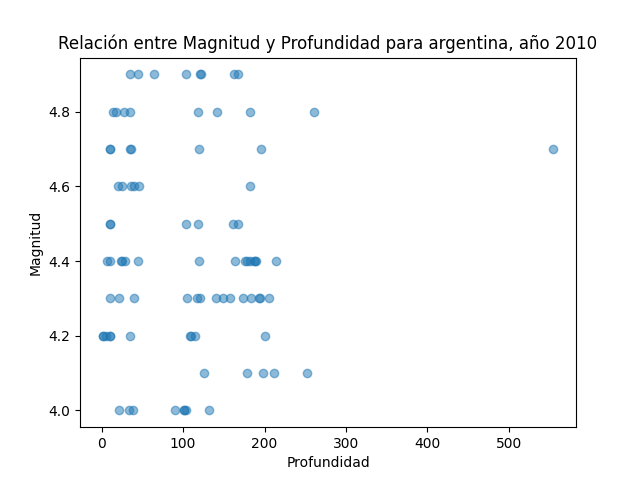 Relación entre Magnitud y Profundidad para argentina, año 2010
4.8
4.6
4.4
4.2
4.0
Magnitud
0 100 200 300 400 500
Profundidad